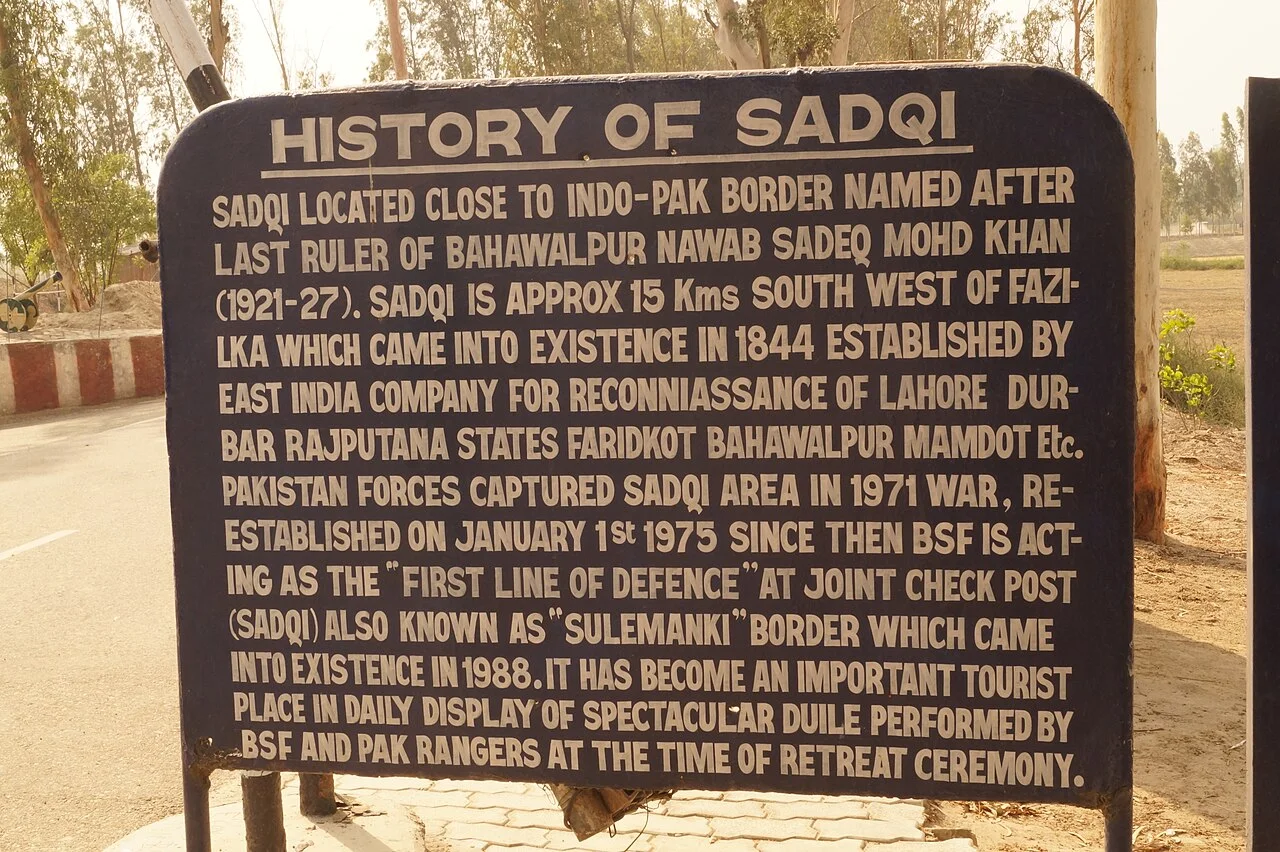 HISTORY OF SADQI
SADQI LOCATED CLOSE TO INDO-PAK BORDER NAMED AFTER
LAST RULER OF BAHAWALPUR NAWAB SADEQ MOHD KHAN
(1921-27). SADQI IS APPROX 15 Kms SOUTH WEST OF FAZI-
LKA WHICH CAME INTO EXISTENCE IN 1844 ESTABLISHED BY
EAST INDIA COMPANY FOR RECONNIASSANCE OF LAHORE DUR-
BAR RAJPUTANA STATES FARIDKOT BAHAWALPUR MAMDOT Etc.
PAKISTAN FORCES CAPTURED SADQI AREA IN 1971 WAR, RE-
ESTABLISHED ON JANUARY 1st 1975 SINCE THEN BSF IS ACT-
ING AS THE "FIRST LINE OF DEFENCE" AT JOINT CHECK POST
(SADQI) ALSO KNOWN AS "SULEMANKI" BORDER WHICH CAME
INTO EXISTENCE IN 1988. IT HAS BECOME AN IMPORTANT TOURIST
PLACE IN DAILY DISPLAY OF SPECTACULAR DUILE PERFORMED BY
BSF AND PAK RANGERS AT THE TIME OF RETREAT CEREMONY.